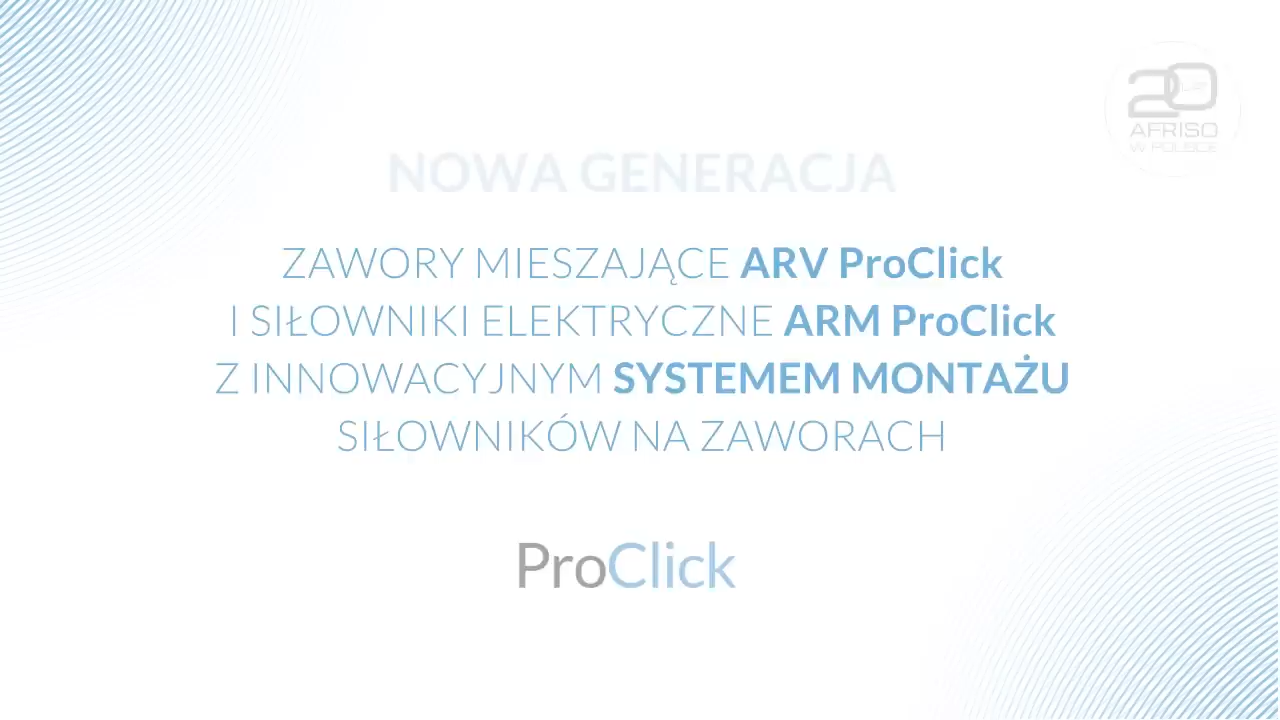 20
LAT
AFRISO
W POLSCE
NOWA GENERACJA
ZAWORY MIESZAJĄCE ARV ProClick
I SIŁOWNIKI ELEKTRYCZNE ARM ProClick
Z INNOWACYJNYM SYSTEMEM MONTAŻU
SIŁOWNIKÓW NA ZAWORACH
ProClick